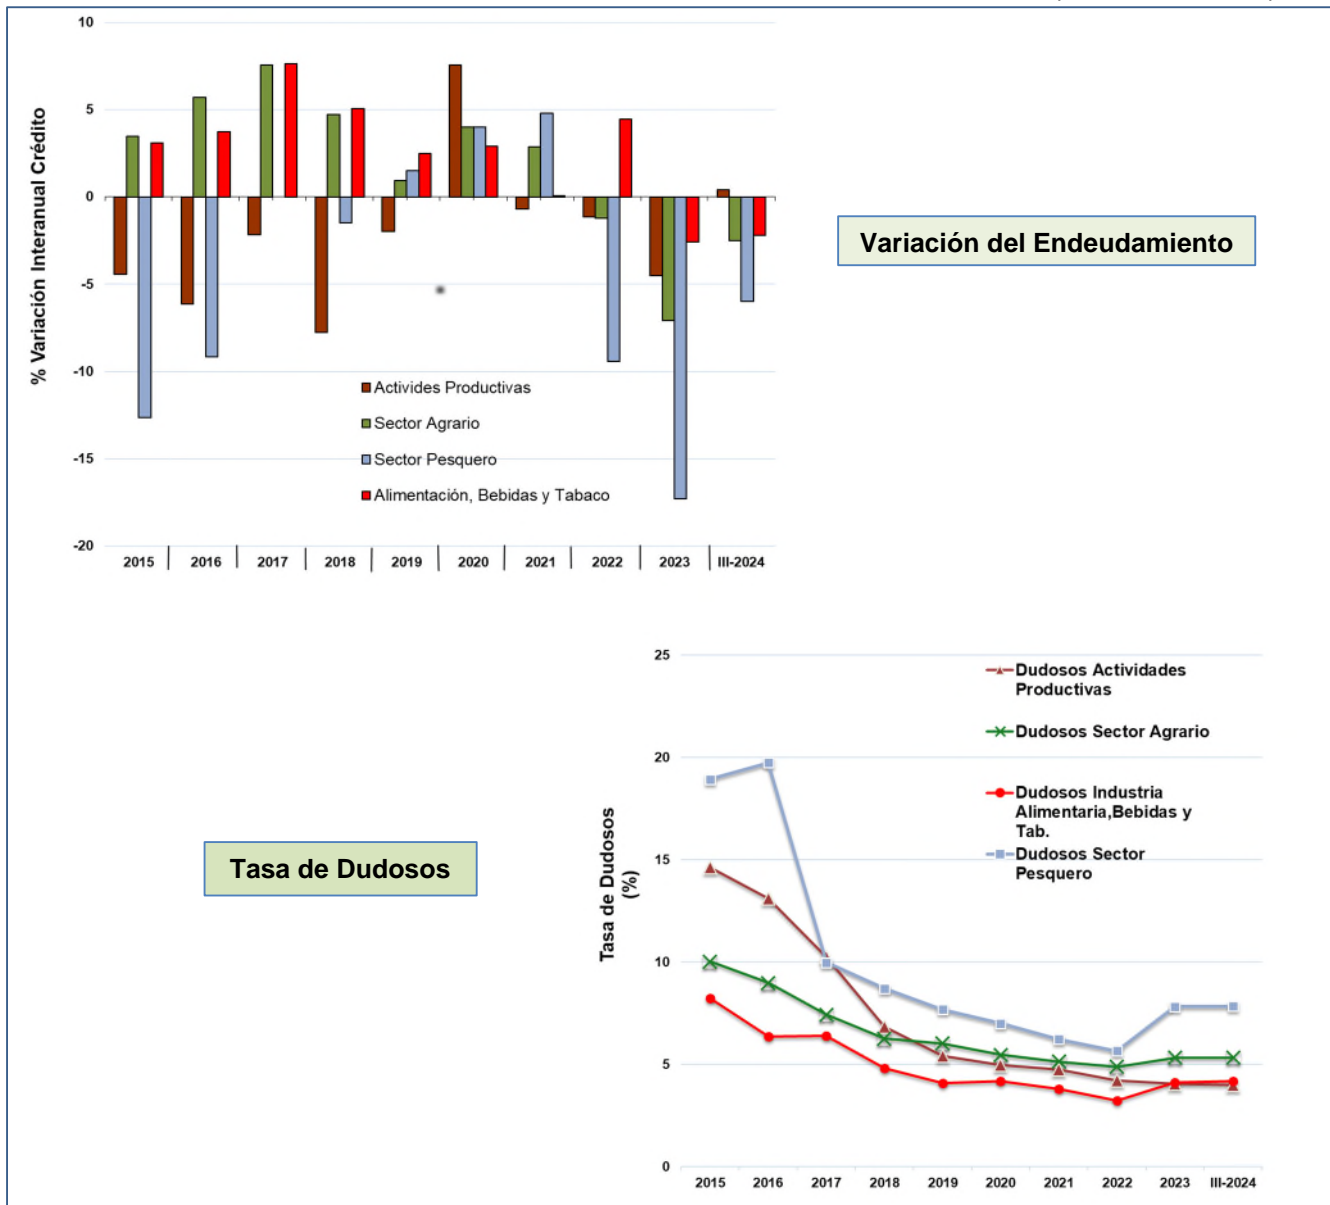 10
5
0
-5
-10
-15
-20
% Variación Interanual Crédito
Activides Productivas
Sector Agrario
Sector Pesquero
Alimentación, Bebidas y Tabaco
2015 2016 2017 2018 2019 2020 2021 2022 2023 III-2024
Variación del Endeudamiento
Tasa de Dudosos
25
20
15
10
5
0
Tasa de Dudosos
(%)
Dudosos Actividades
Productivas
Dudosos Sector Agrario
Dudosos Industria
Alimentaria,Bebidas y
Tab.
Dudosos Sector
Pesquero
2015 2016 2017 2018 2019 2020 2021 2022 2023 III-2024